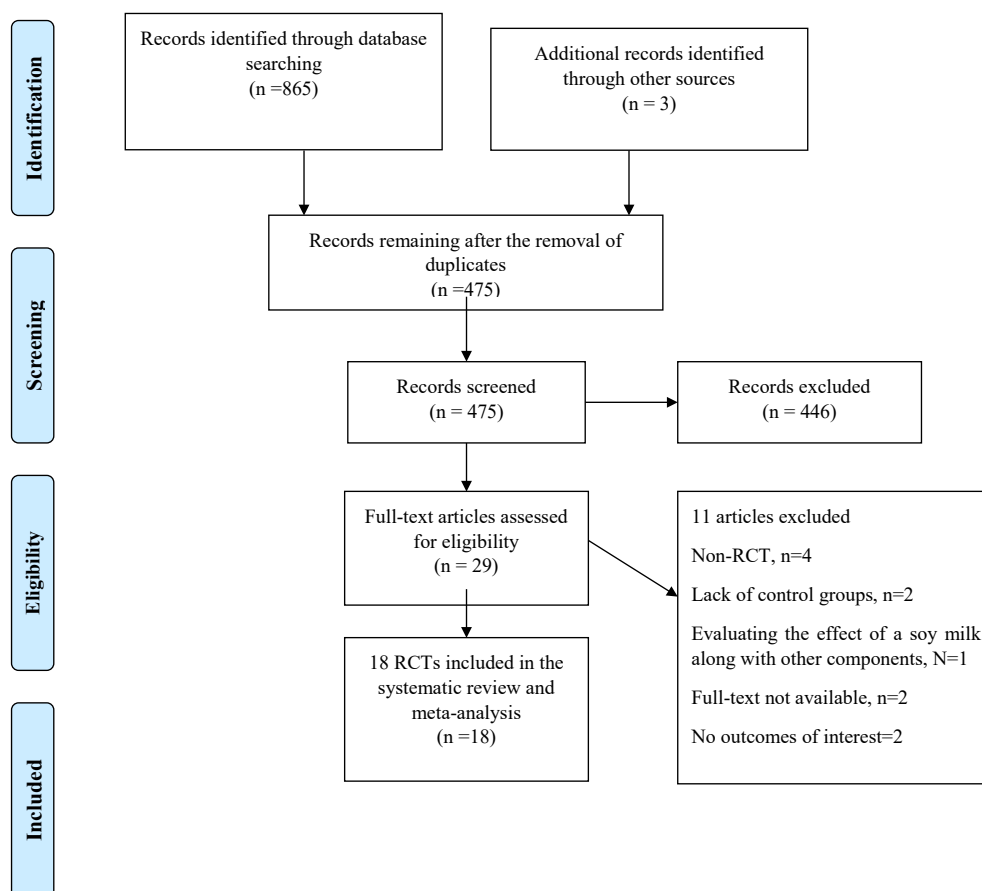 Identification
Records identified through database
searching
(n =865)
Additional records identified
through other sources
(n = 3)
Records remaining after the removal of
duplicates
(n =475)
Screening
Records screened
(n = 475)
Records excluded
(n = 446)
Eligibility
Full-text articles assessed
for eligibility
(n = 29)
11 articles excluded
Non-RCT, n=4
Lack of control groups, n=2
Evaluating the effect of a soy milk
along with other components, N=1
Full-text not available, n=2
No outcomes of interest=2
Included
18 RCTs included in the
systematic review and
meta-analysis
(n =18)